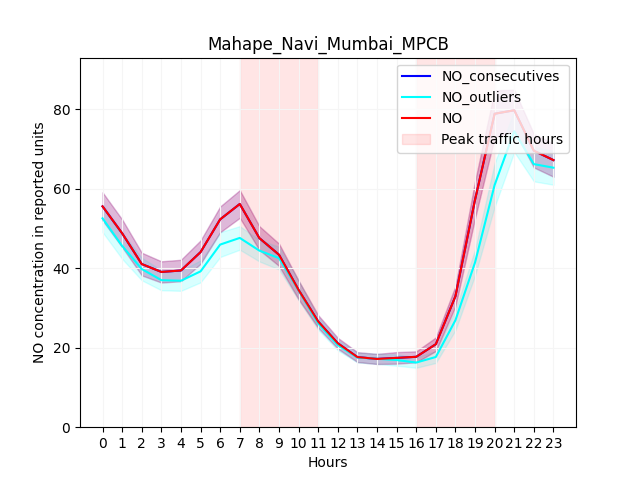 Mahape_Navi_Mumbai_MPCB
NO_consecutives
NO_outliers
NO
Peak traffic hours
NO concentration in reported units
80
60
40
20
0
0 1 2 3 4 5 6 7 8 9 10 11 12 13 14 15 16 17 18 19 20 21 22 23
Hours